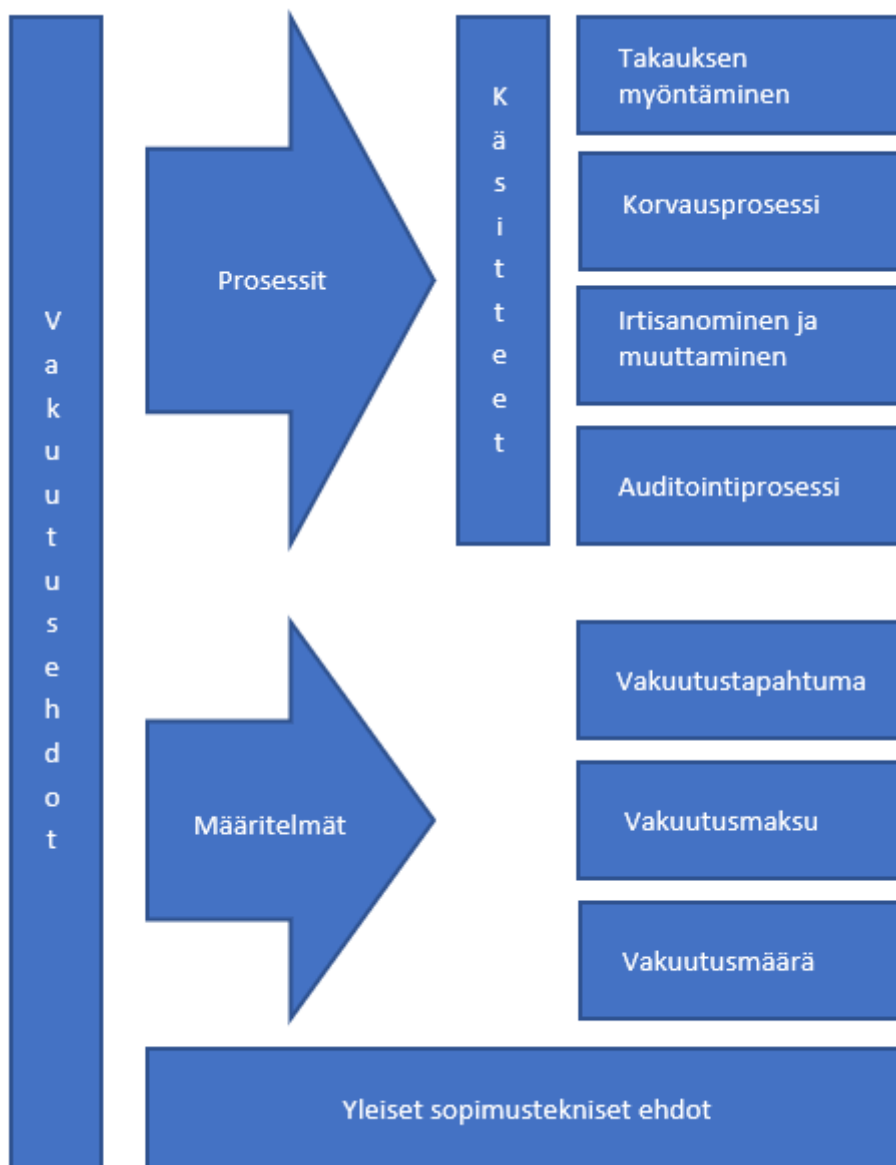 Vakuutusehdot
Prosessit
Käsitteet
Takauksen
myöntäminen
Korvausprosessi
Irtisanominen ja
muuttaminen
Auditointiprosessi
Määritelmät
Vakuutustapahtuma
Vakuutusmaksu
Vakuutusmäärä
Yleiset sopimustekniset ehdot